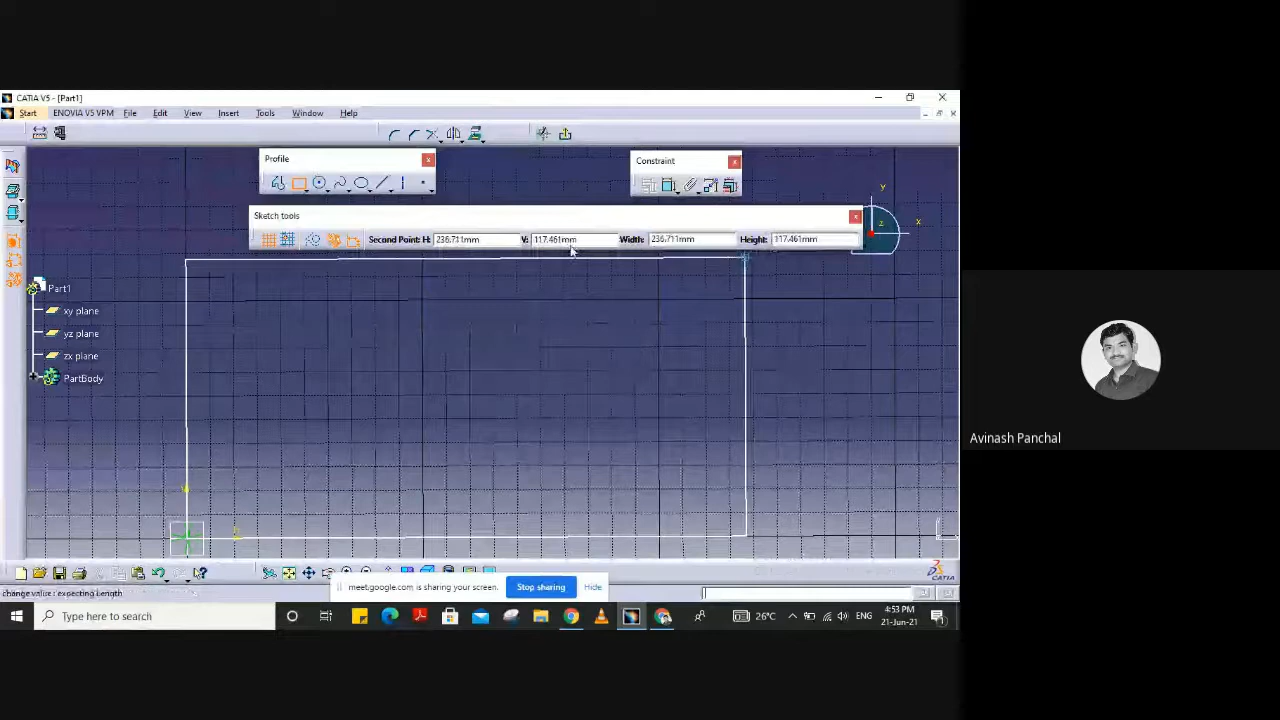 CATIA V5 - [Part1]
Start ENOVIA V5 VPM File Edit View Insert Tools Window Help
Profile
Constraint
Sketch tools
Second Point: H: 236.711mm V: 117.461mm Width: 236.711mm Height: 117.461mm
y
x
z
Part1
xy plane
yz plane
zx plane
PartBody
Avinash Panchal
CATIA
meet.google.com is sharing your screen. Stop sharing Hide
change value : expecting Length
Type here to search
26°C ENG
4:53 PM
21-Jun-21